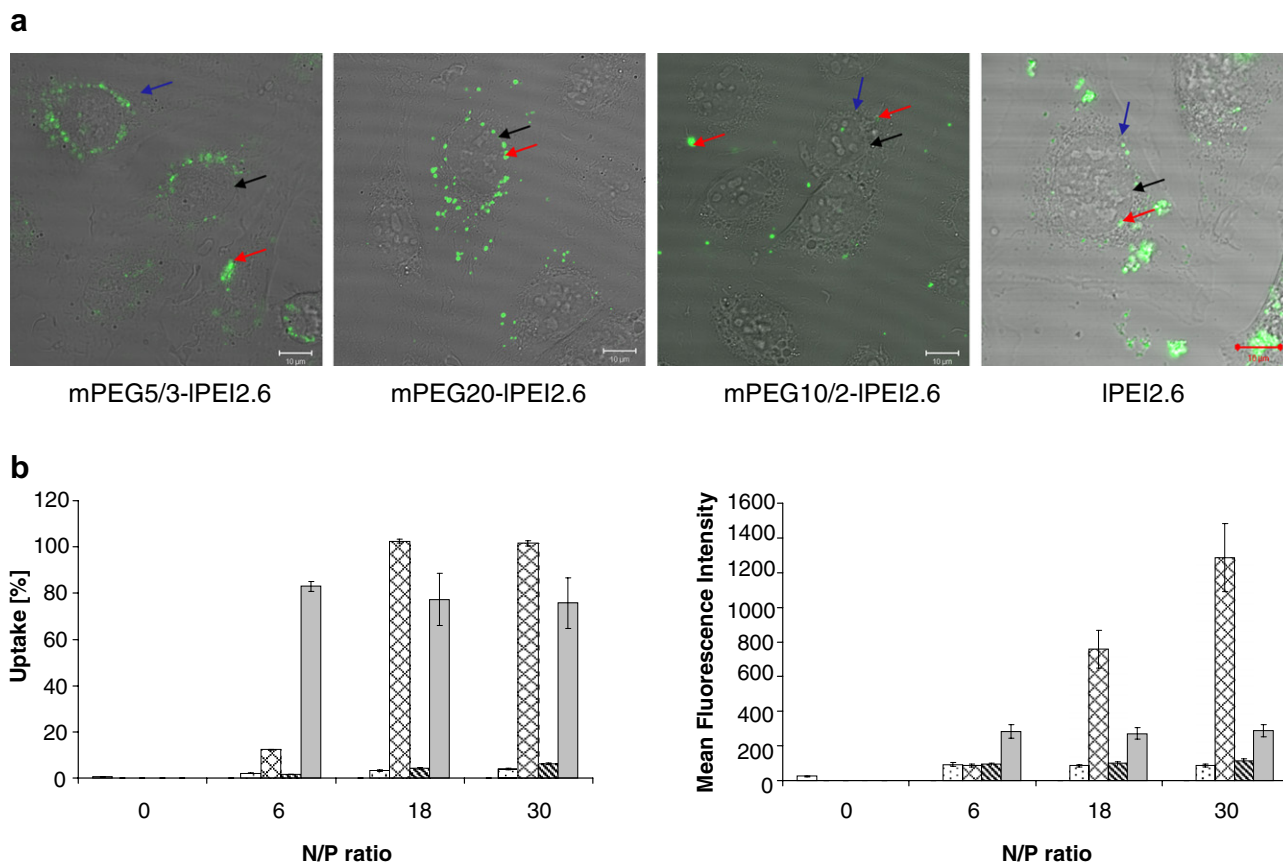 a
10 µm
10 µm
10 µm
10 µm
mPEG5/3-lPEI2.6
mPEG20-lPEI2.6
mPEG10/2-lPEI2.6
lPEI2.6
b
120
100
80
60
40
20
0
Uptake [%]
0
6
18
30
N/P ratio
1600
1400
1200
1000
800
600
400
200
0
Mean Fluorescence Intensity
0
6
18
30
N/P ratio